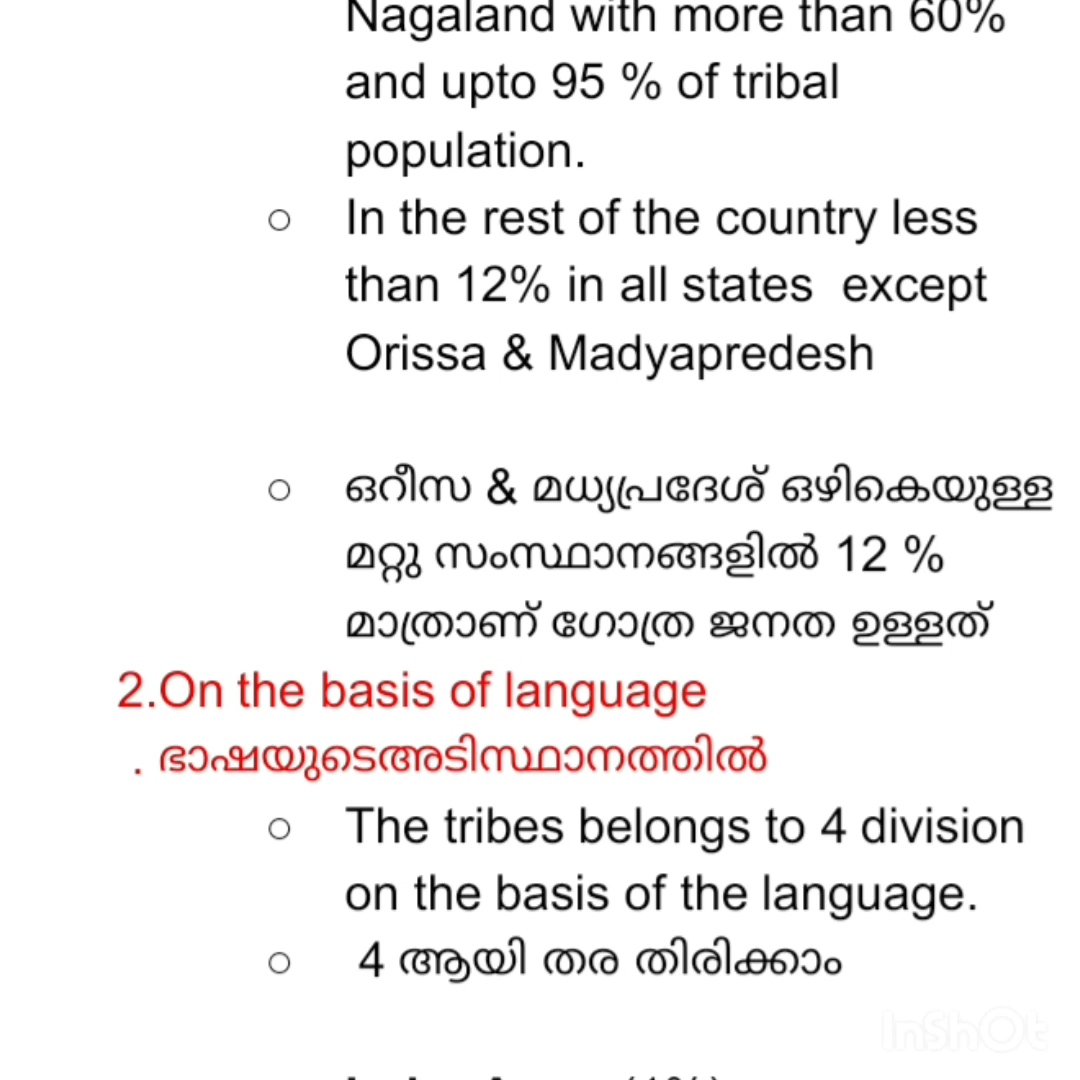 Nagaland with more than 60%
and upto 95 % of tribal
population.
○ In the rest of the country less
than 12% in all states  except
Orissa & Madyapredesh
○ ഒറീസ & മധ്യപ്രദേശ് ഒഴികെയുള്ള
മറ്റു സംസ്ഥാനങ്ങളിൽ 12 %
മാത്രാണ് ഗോത്ര ജനത ഉള്ളത്
2.On the basis of language
. ഭാഷയുടെഅടിസ്ഥാനത്തിൽ
○ The tribes belongs to 4 division
on the basis of the language.
○ 4 ആയി തര തിരിക്കാം
InShOt